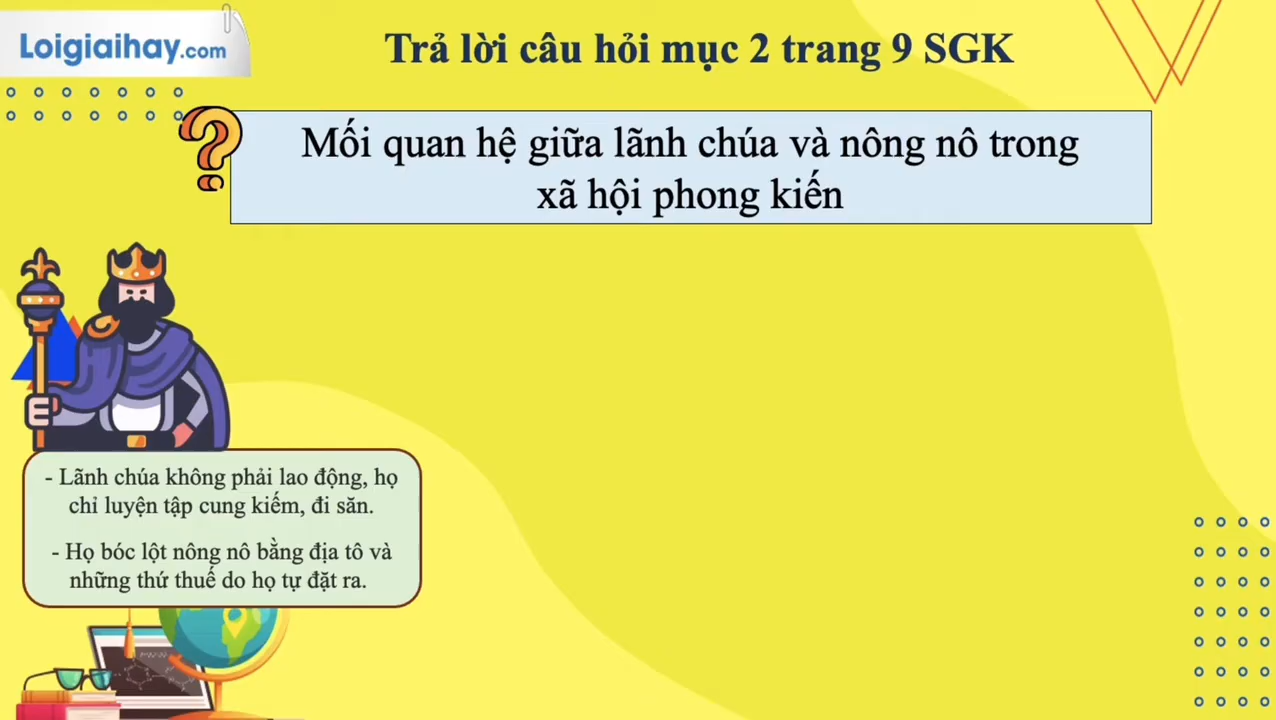 Loigiaihay.com
Trả lời câu hỏi mục 2 trang 9 SGK
Mối quan hệ giữa lãnh chúa và nông nô trong
xã hội phong kiến
- Lãnh chúa không phải lao động, họ
chỉ luyện tập cung kiếm, đi săn.
- Họ bóc lột nông nô bằng địa tô và
những thứ thuế do họ tự đặt ra.